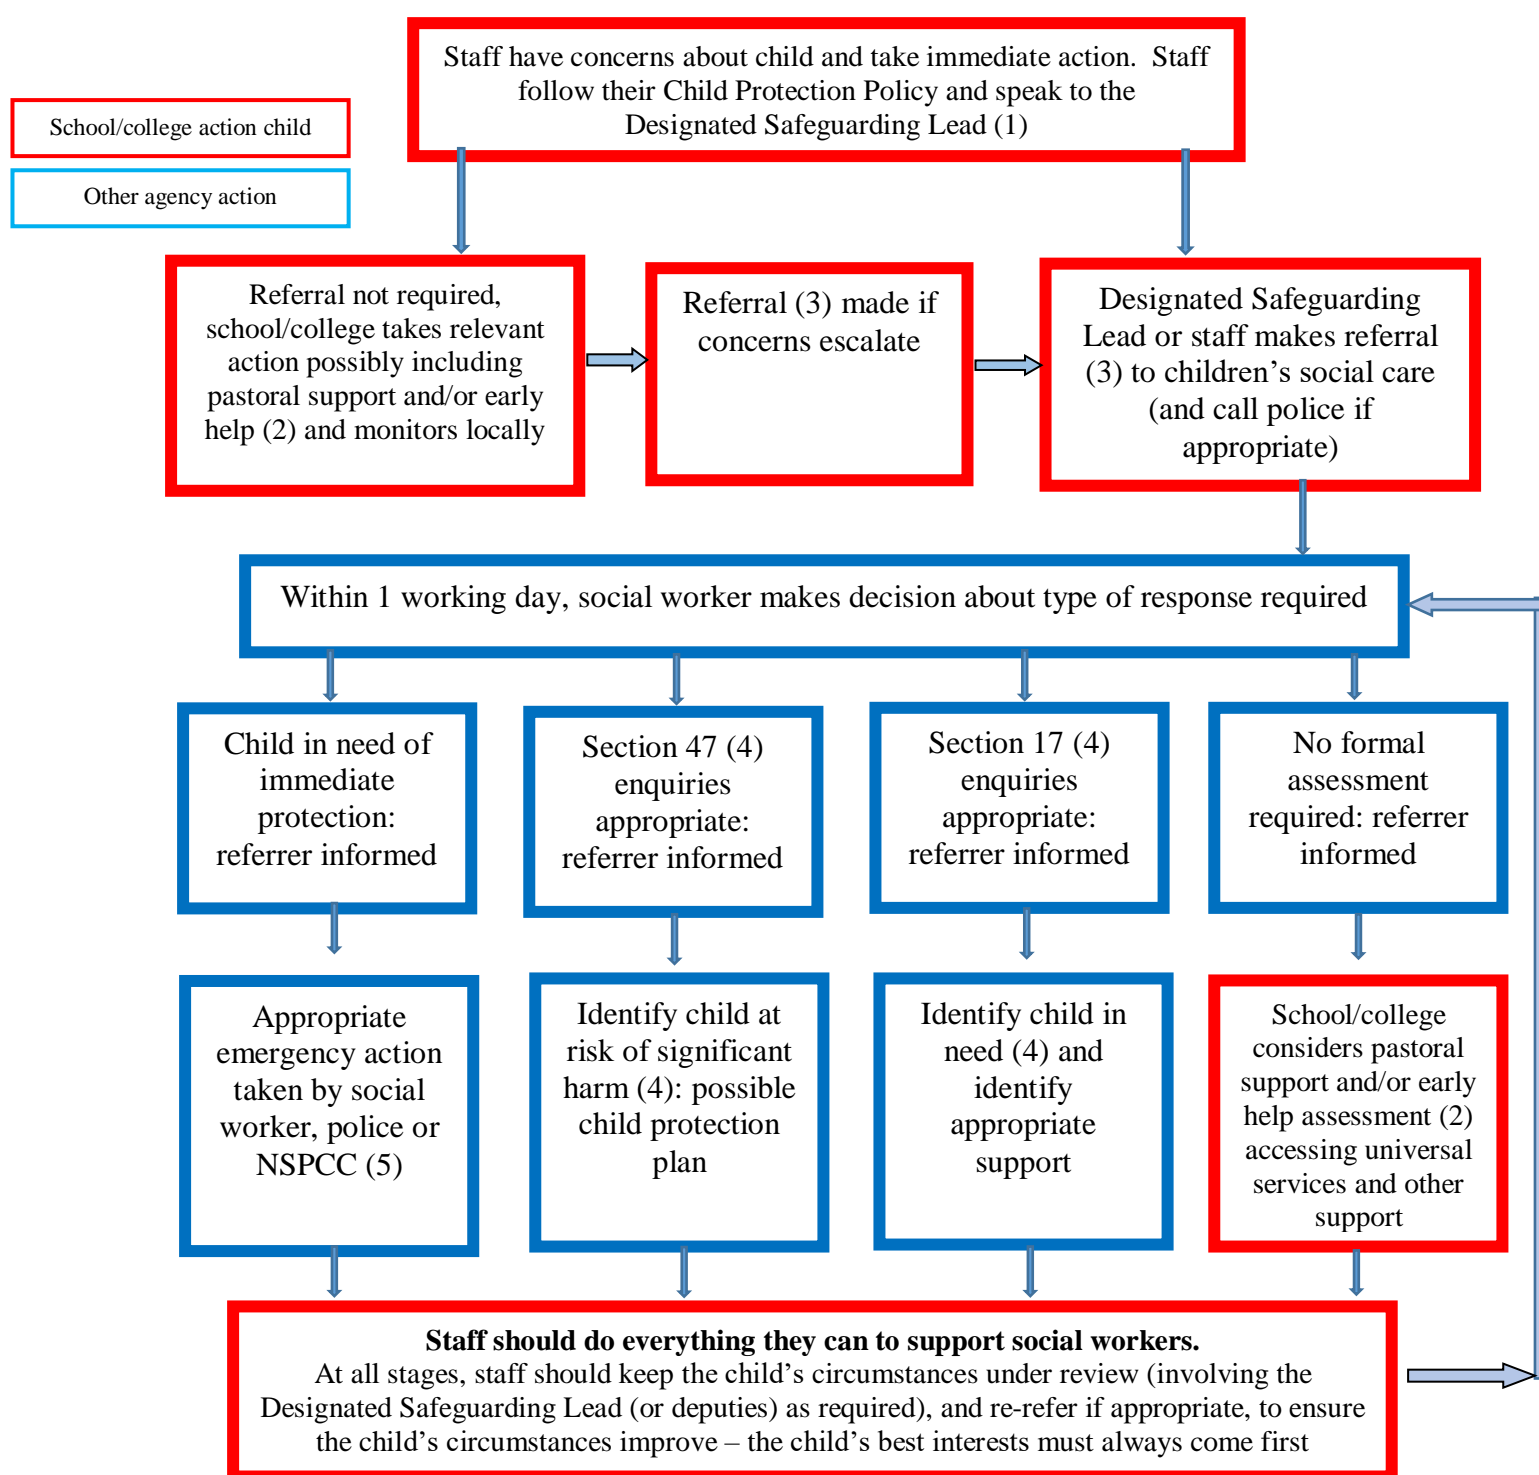 Staff have concerns about child and take immediate action.  Staff
follow their Child Protection Policy and speak to the
Designated Safeguarding Lead (1)
School/college action child
Other agency action
Referral not required,
school/college takes relevant
action possibly including
pastoral support and/or early
help (2) and monitors locally
Referral (3) made if
concerns escalate
Designated Safeguarding
Lead or staff makes referral
(3) to children’s social care
(and call police if
appropriate)
Within 1 working day, social worker makes decision about type of response required
Child in need of
immediate
protection:
referrer informed
Section 47 (4)
enquiries
appropriate:
referrer informed
Section 17 (4)
enquiries
appropriate:
referrer informed
No formal
assessment
required: referrer
informed
Appropriate
emergency action
taken by social
worker, police or
NSPCC (5)
Identify child at
risk of significant
harm (4): possible
child protection
plan
Identify child in
need (4) and
identify
appropriate
support
School/college
considers pastoral
support and/or early
help assessment (2)
accessing universal
services and other
support
Staff should do everything they can to support social workers.
At all stages, staff should keep the child’s circumstances under review (involving the
Designated Safeguarding Lead (or deputies) as required), and re-refer if appropriate, to ensure
the child’s circumstances improve – the child’s best interests must always come first